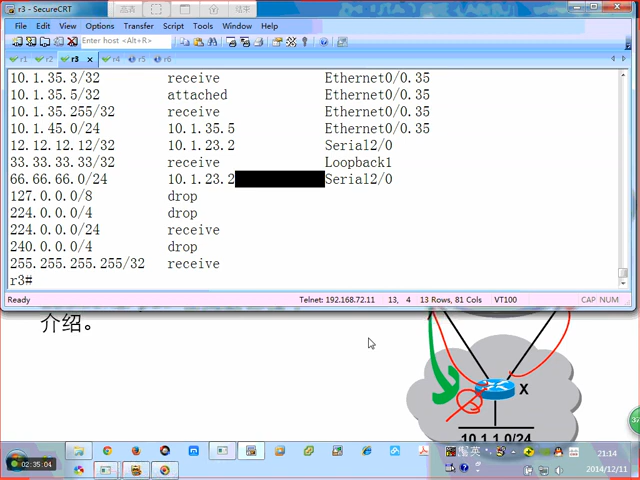 r3 - SecureCRT
File Edit View Options Transfer Script Tools Window Help
Enter host <Alt+R>
r1 r2 r3 r4 r5 r6
10.1.35.3/32 receive Ethernet0/0.35
10.1.35.5/32 attached Ethernet0/0.35
10.1.35.255/32 receive Ethernet0/0.35
10.1.45.0/24 10.1.35.5 Ethernet0/0.35
12.12.12.12/32 10.1.23.2 Serial2/0
33.33.33.33/32 receive Loopback1
66.66.66.0/24 10.1.23.2 Serial2/0
127.0.0.0/8 drop
224.0.0.0/4 drop
224.0.0.0/24 receive
240.0.0.0/4 drop
255.255.255.255/32 receive
r3#
Ready Telnet: 192.168.72.11 13, 4 13 Rows, 81 Cols VT100 CAP NUM
介绍。
X
10.1.1.0/24
英
21:14
02:35:04
2014/12/11